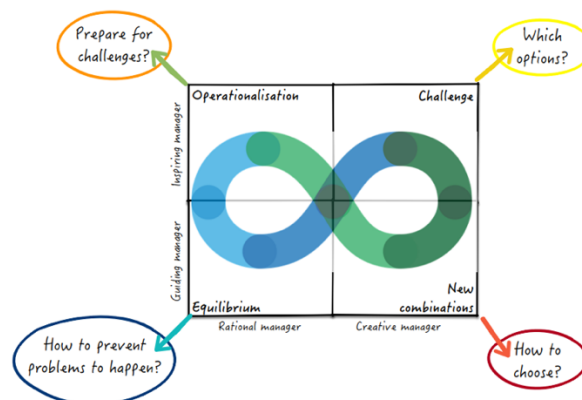 Prepare for
challenges?
Which
options?
Operationalisation
Challenge
Inspiring manager
Guiding manager
Equilibrium
New
combinations
Rational manager
Creative manager
How to prevent
problems to happen?
How to
choose?